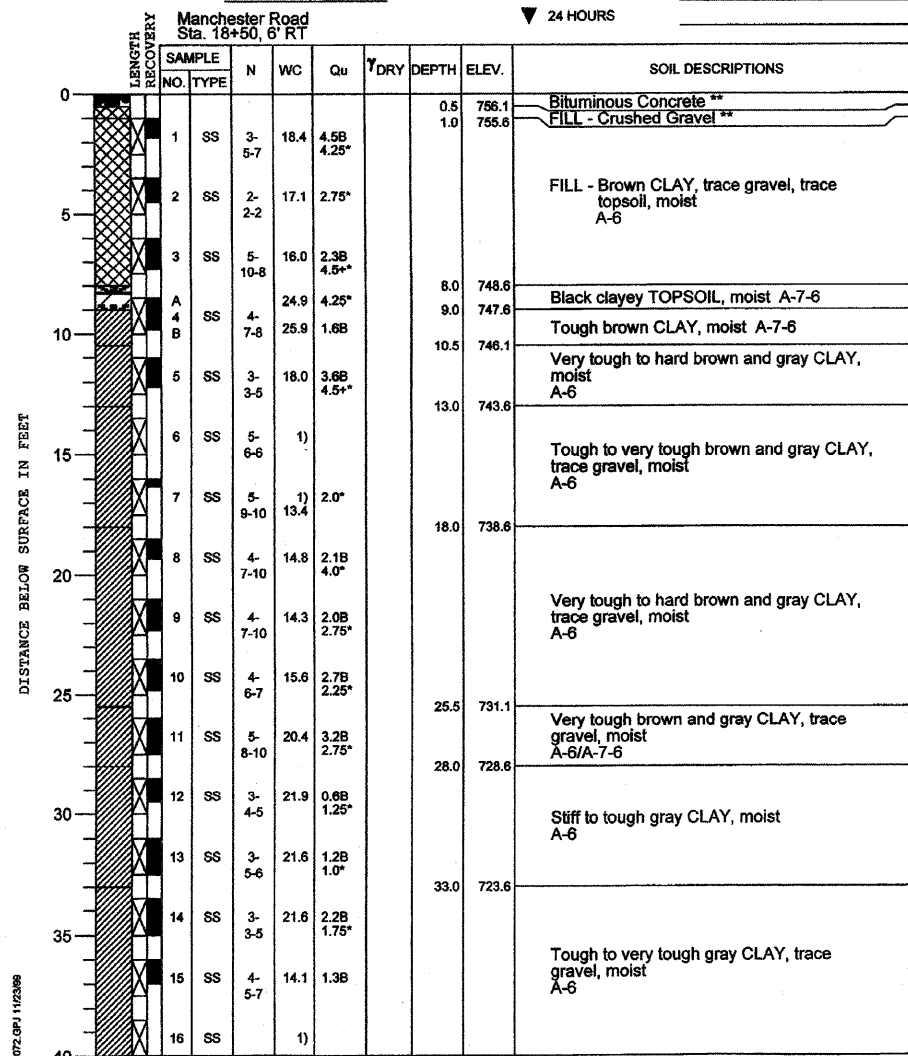 Manchester Road
Sta. 18+50, 6' RT
▼ 24 HOURS
LENGTH
RECOVERY
SAMPLE
NO. TYPE N WC Qu γDRY DEPTH ELEV. SOIL DESCRIPTIONS
0
0.5 756.1 Bituminous Concrete **
1.0 755.6 FILL - Crushed Gravel **
1 SS 3- 18.4 4.5B
5-7 4.25*
FILL - Brown CLAY, trace gravel, trace
topsoil, moist
A-6
2 SS 2- 17.1 2.75*
2-2
5
3 SS 5- 16.0 2.3B
10-8 4.5+*
8.0 748.6
Black clayey TOPSOIL, moist A-7-6
A 24.9 4.25*
9.0 747.6
4 SS 4-
B 7-8 25.9 1.6B
Tough brown CLAY, moist A-7-6
10
10.5 746.1
Very tough to hard brown and gray CLAY,
moist
A-6
5 SS 3- 18.0 3.6B
3-5 4.5+*
13.0 743.6
6 SS 5- 1)
6-6
Tough to very tough brown and gray CLAY,
trace gravel, moist
A-6
15
7 SS 5- 1) 2.0*
9-10 13.4
18.0 738.6
8 SS 4- 14.8 2.1B
7-10 4.0*
20
Very tough to hard brown and gray CLAY,
trace gravel, moist
A-6
9 SS 4- 14.3 2.0B
7-10 2.75*
10 SS 4- 15.6 2.7B
6-7 2.25*
25
25.5 731.1
Very tough brown and gray CLAY, trace
gravel, moist
A-6/A-7-6
11 SS 5- 20.4 3.2B
8-10 2.75*
28.0 728.6
12 SS 3- 21.9 0.6B
4-5 1.25*
30
Stiff to tough gray CLAY, moist
A-6
13 SS 3- 21.6 1.2B
5-6 1.0*
33.0 723.6
14 SS 3- 21.6 2.2B
3-5 1.75*
35
Tough to very tough gray CLAY, trace
gravel, moist
A-6
15 SS 4- 14.1 1.3B
5-7
16 SS 1)
40
DISTANCE BELOW SURFACE IN FEET
072.GPJ 11/23/99